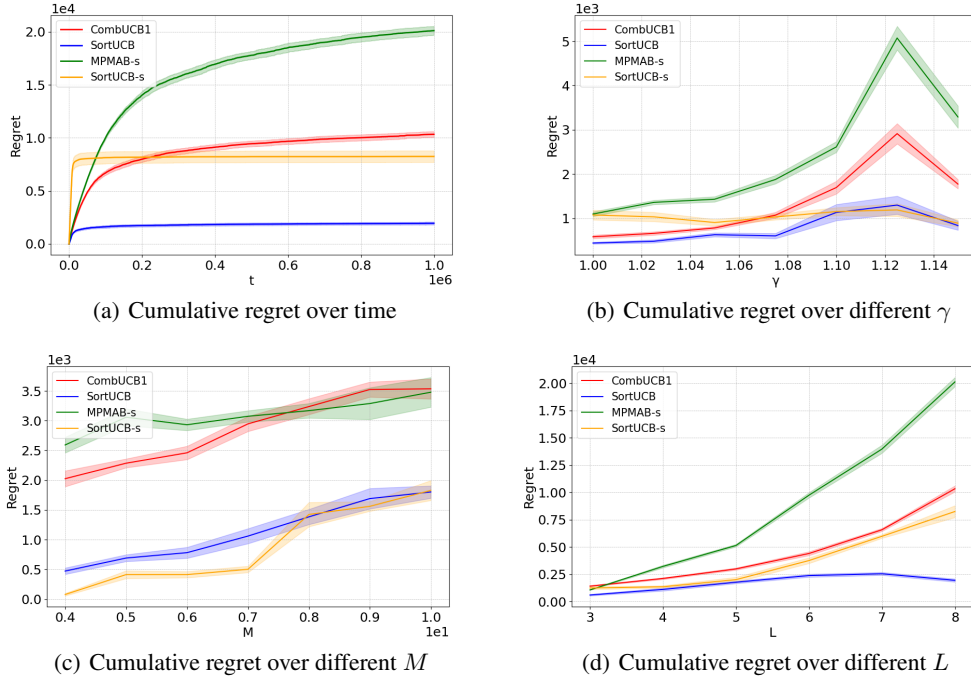 1e4
CombUCB1
SortUCB
MPMAB-s
SortUCB-s
2.0
1.5
1.0
0.5
0.0
Regret
0.0 0.2 0.4 0.6 0.8 1.0
1e6
t
(a) Cumulative regret over time
1e3
CombUCB1
SortUCB
MPMAB-s
SortUCB-s
5
4
3
2
1
Regret
1.00 1.02 1.04 1.06 1.08 1.10 1.12 1.14
γ
(b) Cumulative regret over different γ
1e3
CombUCB1
SortUCB
MPMAB-s
SortUCB-s
3.5
3.0
2.5
2.0
1.5
1.0
0.5
0.0
Regret
0.4 0.5 0.6 0.7 0.8 0.9 1.0
1e1
M
(c) Cumulative regret over different M
1e4
CombUCB1
SortUCB
MPMAB-s
SortUCB-s
2.00
1.75
1.50
1.25
1.00
0.75
0.50
0.25
0.00
Regret
3 4 5 6 7 8
L
(d) Cumulative regret over different L